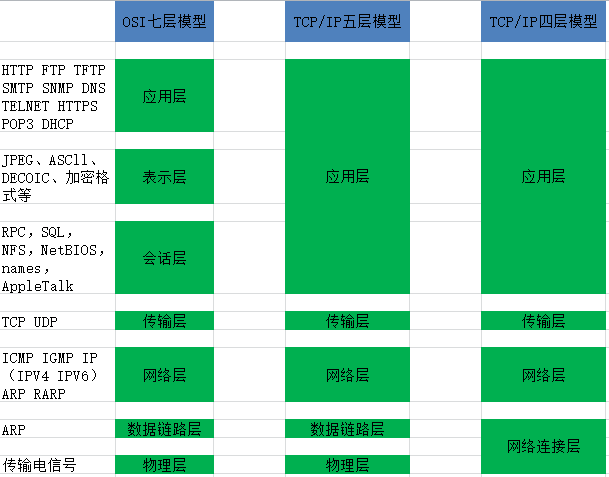 OSI七层模型 TCP/IP五层模型 TCP/IP四层模型
HTTP FTP TFTP
SMTP SNMP DNS
TELNET HTTPS
POP3 DHCP
应用层
JPEG、ASCll、
DECOIC、加密格
式等
表示层
应用层
应用层
RPC，SQL，
NFS，NetBIOS，
names，
AppleTalk
会话层
TCP UDP 传输层 传输层 传输层
ICMP IGMP IP
（IPV4 IPV6）
ARP RARP
网络层 网络层 网络层
ARP 数据链路层 数据链路层
网络连接层
传输电信号 物理层 物理层